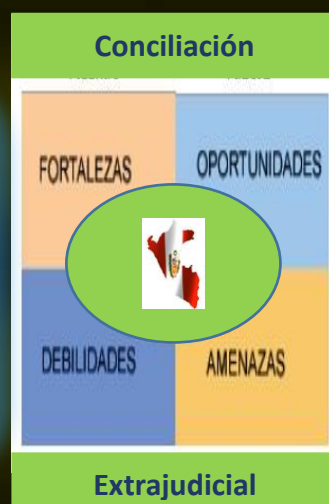 Conciliación
FORTALEZAS
OPORTUNIDADES
DEBILIDADES
AMENAZAS
Extrajudicial